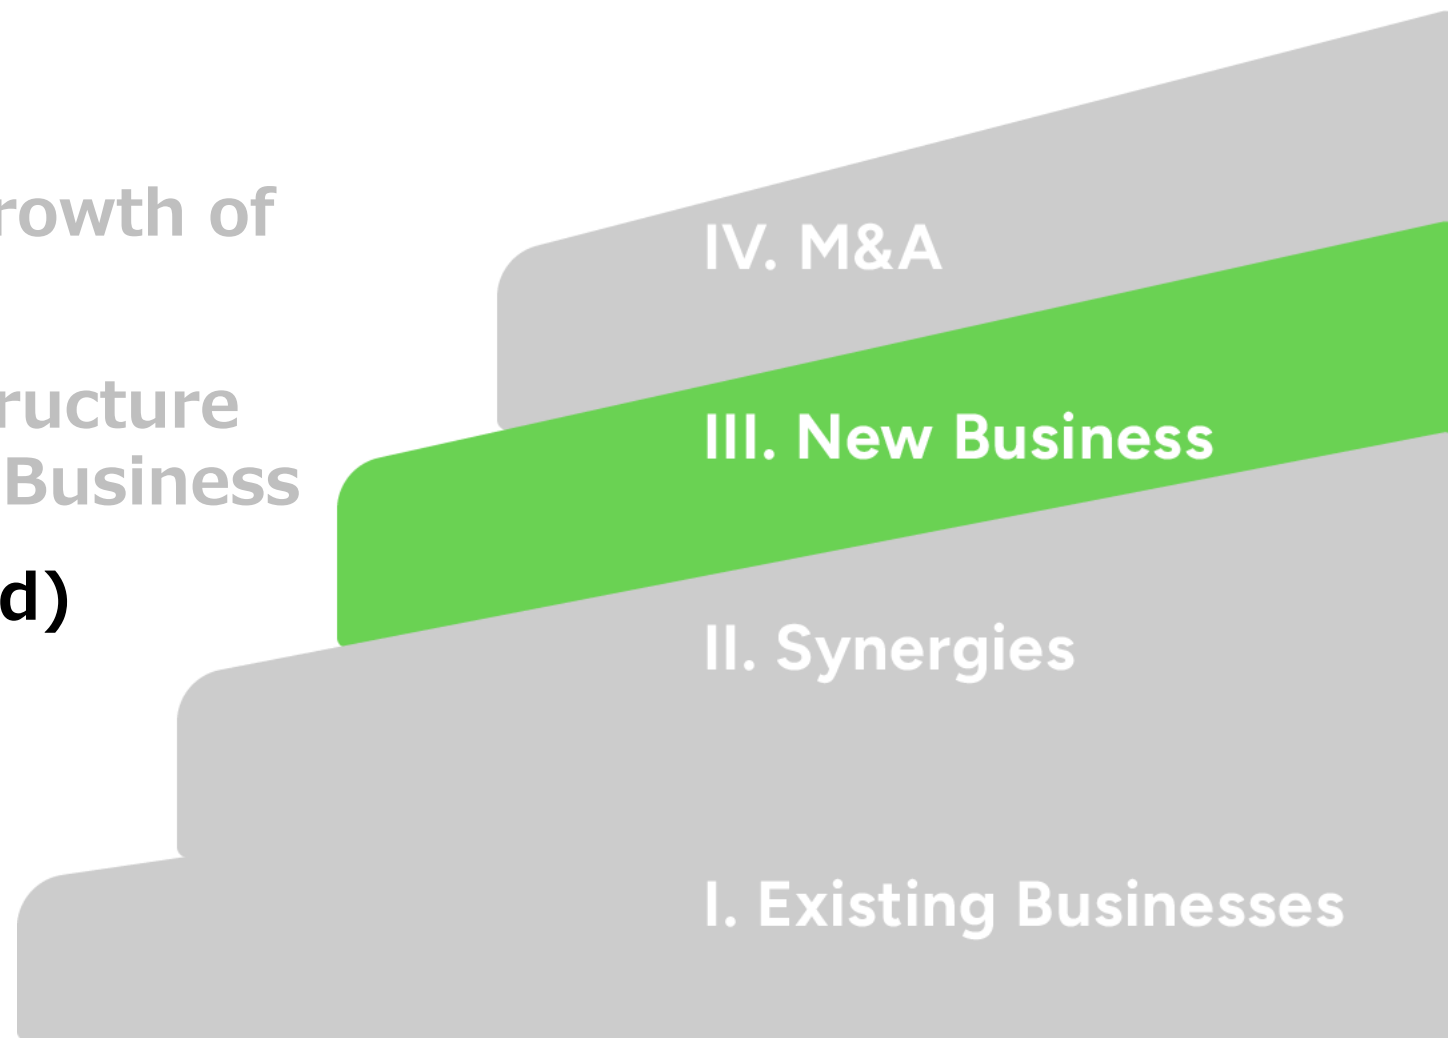 rowth of
ructure
Business
d)
IV. M&A
III. New Business
II. Synergies
I. Existing Businesses